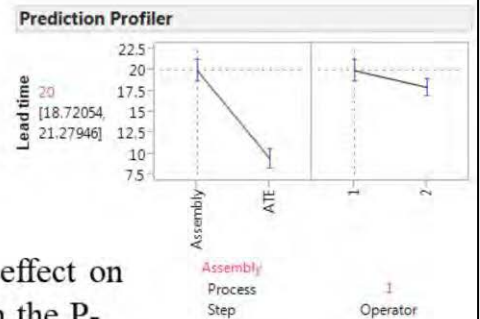 Prediction Profiler
Lead time
20
[18.72054,
21.27946]
22.5
20
17.5
15
12.5
10
7.5
Assembly
ATE
1
2
Assembly
Process
Step
1
Operator
effect on
the P-